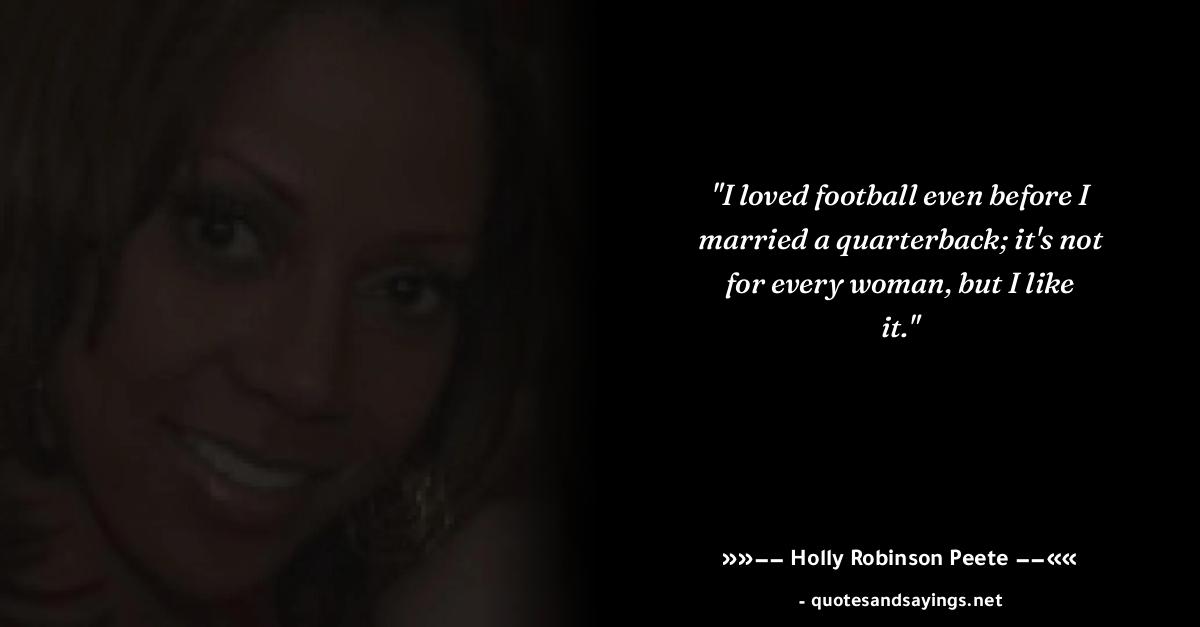 "I loved football even before I
married a quarterback; it's not
for every woman, but I like
it."
»»−− Holly Robinson Peete −−««
- quotesandsayings.net